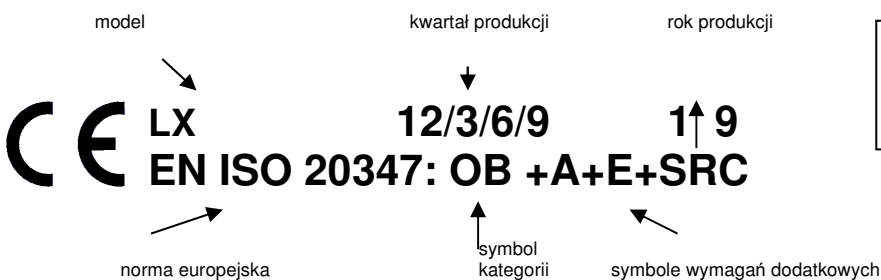 model kwartał produkcji rok produkcji
CE LX 12/3/6/9 1 9
EN ISO 20347: OB +A+E+SRC
norma europejska symbol kategorii symbole wymagań dodatkowych